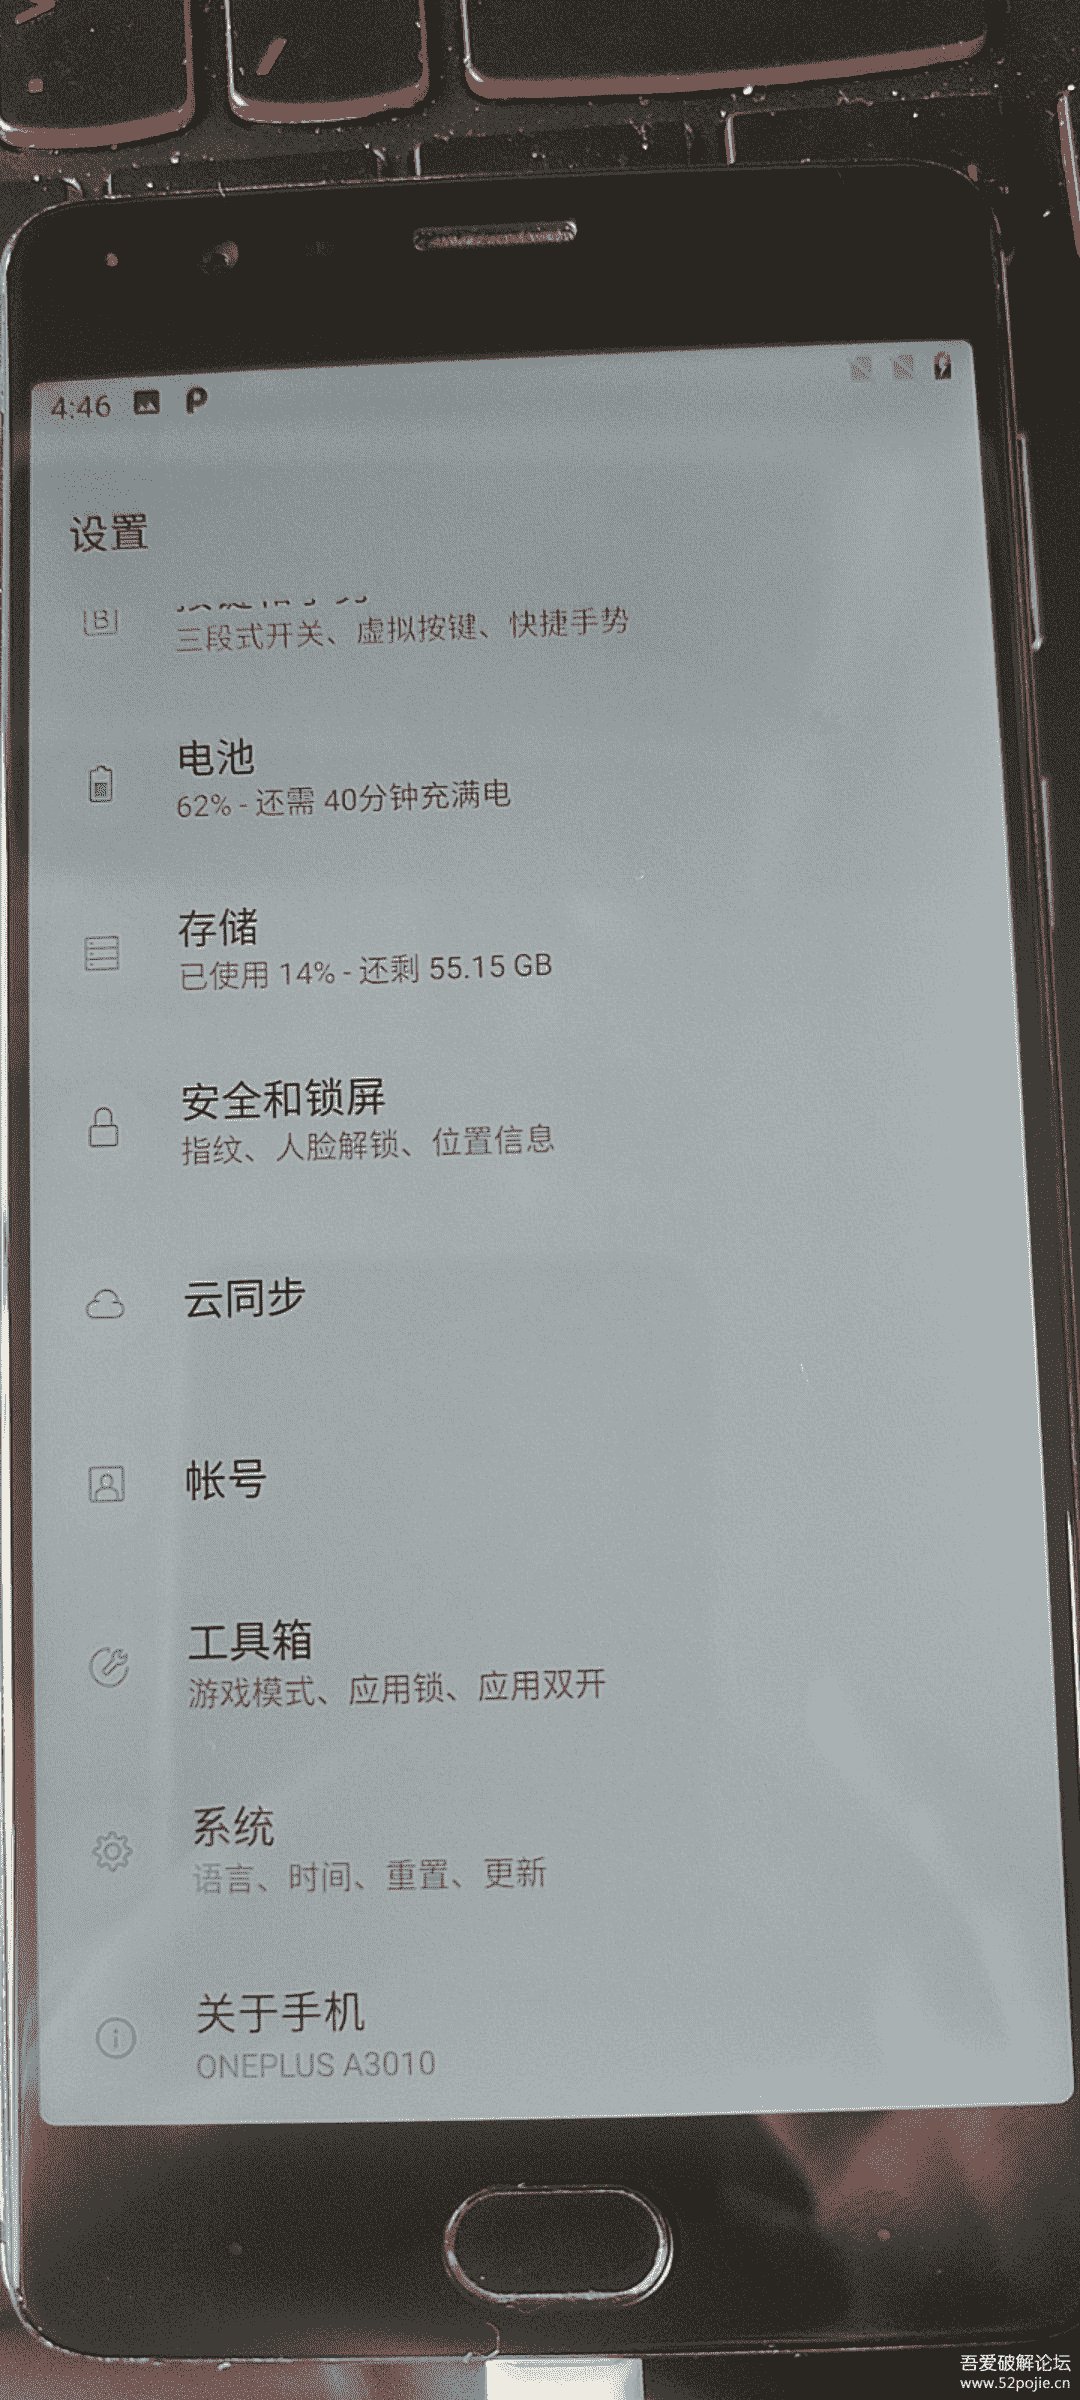 4:46
设置
按键和手势
三段式开关、虚拟按键、快捷手势
电池
62% - 还需 40分钟充满电
存储
已使用 14% - 还剩 55.15 GB
安全和锁屏
指纹、人脸解锁、位置信息
云同步
帐号
工具箱
游戏模式、应用锁、应用双开
系统
语言、时间、重置、更新
关于手机
ONEPLUS A3010
吾爱破解论坛
www.52pojie.cn